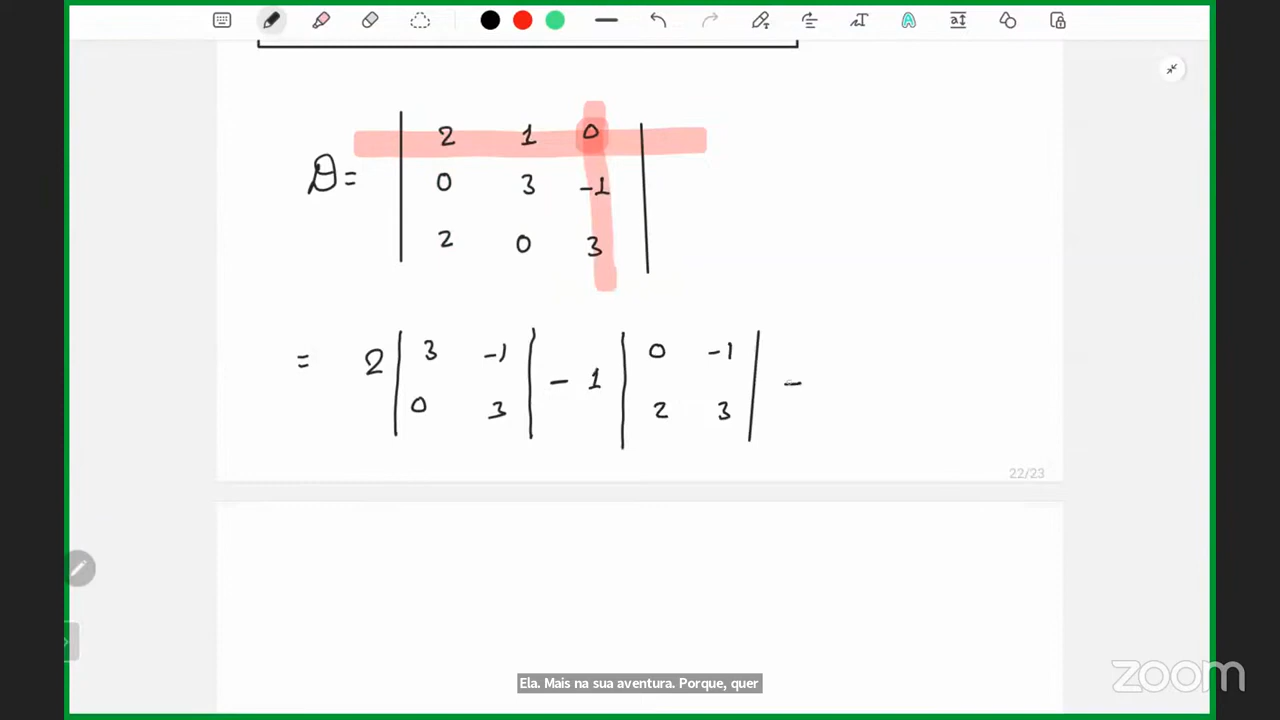 2 1 0
D = 0 3 -1
2 0 3
= 2 | 3 -1 | - 1 | 0 -1 | -
0 3 2 3
22/23
Ela. Mais na sua aventura. Porque, quer
zoom